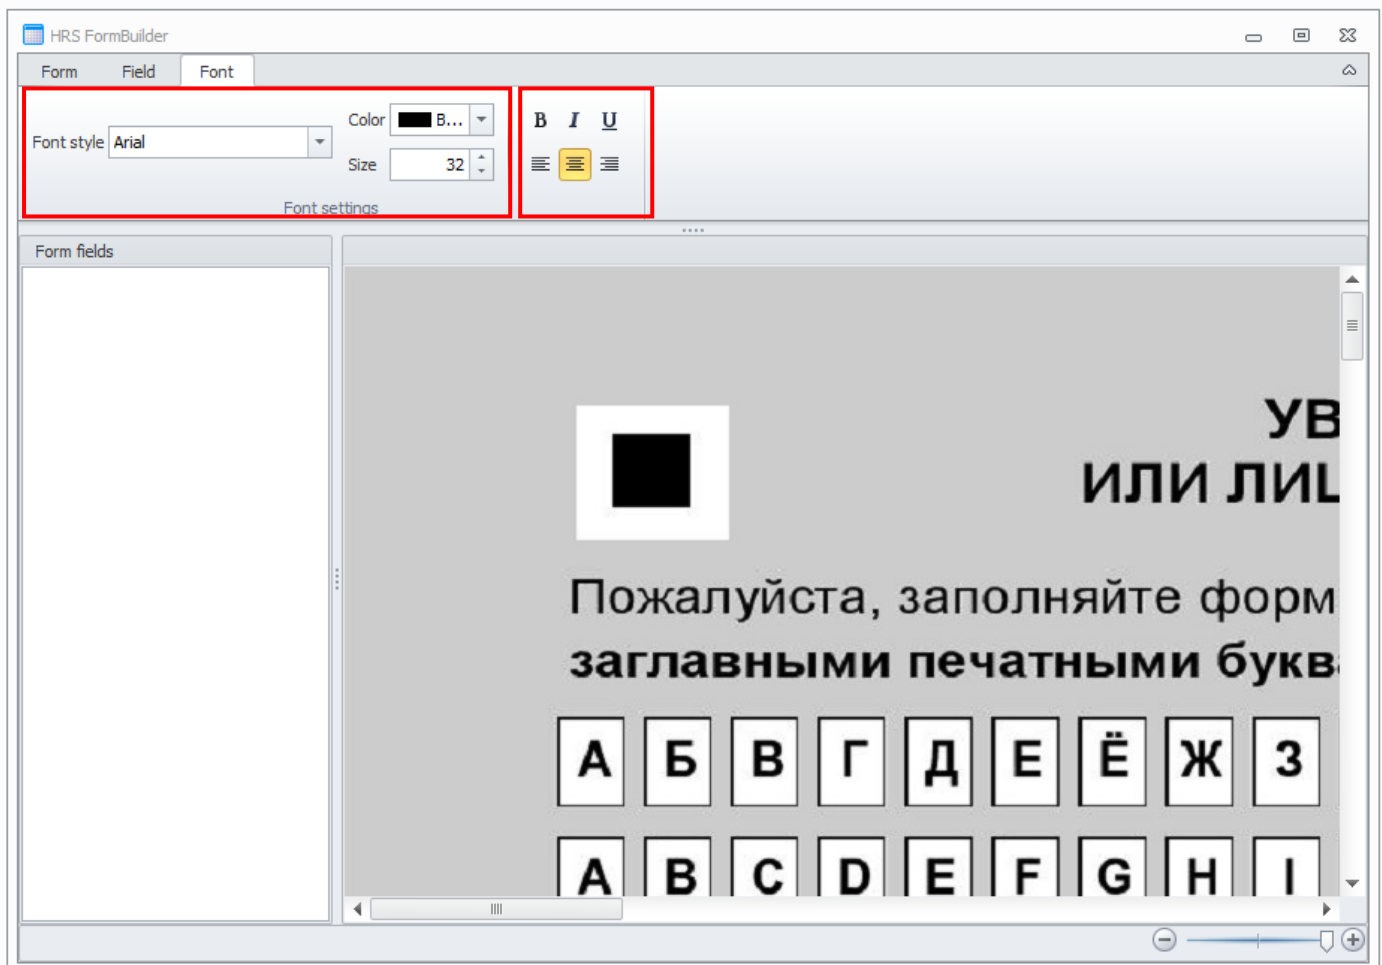 HRS FormBuilder
Form Field Font
Font style Arial
Color B...
Size 32
B I U
Font settings
Form fields
УВ
ИЛИ ЛИЦ
Пожалуйста, заполняйте форм
заглавными печатными буква
А Б В Г Д Е Ё Ж З
A B C D E F G H I